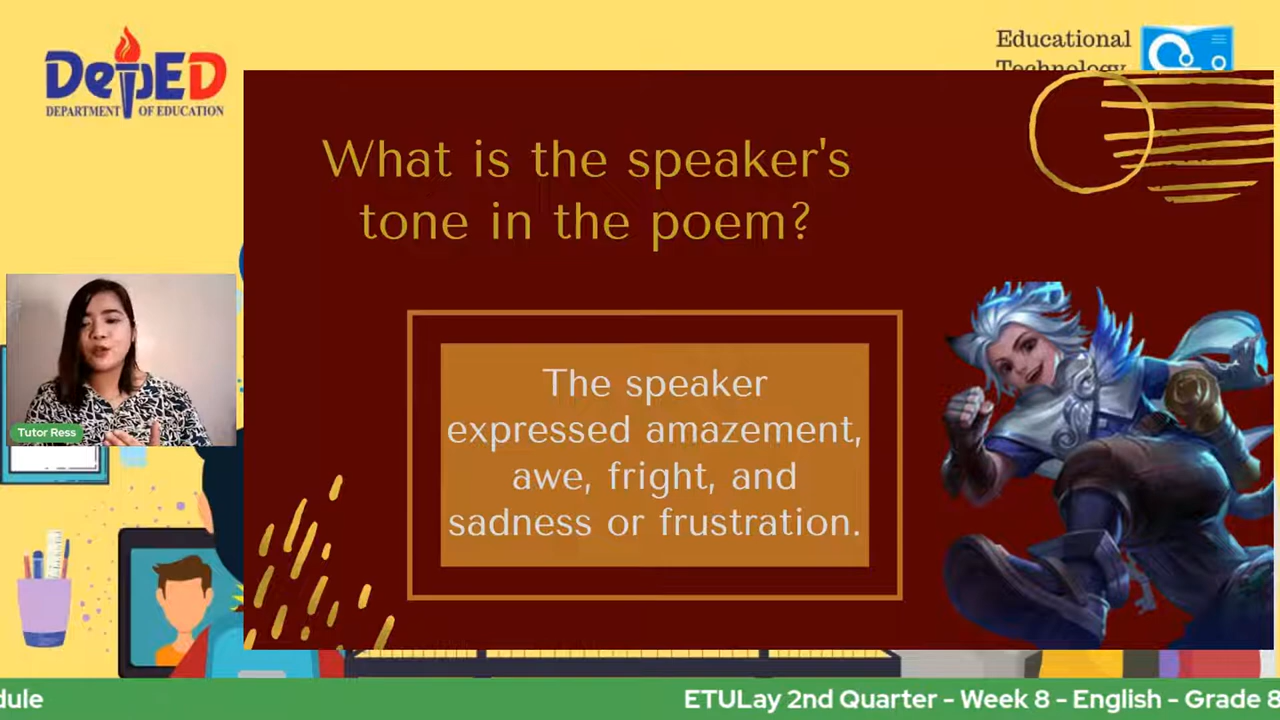 DepED
DEPARTMENT OF EDUCATION
Educational
Technology
What is the speaker's
tone in the poem?
The speaker
expressed amazement,
awe, fright, and
sadness or frustration.
Tutor Ress
dule
ETULay 2nd Quarter - Week 8 - English - Grade 8